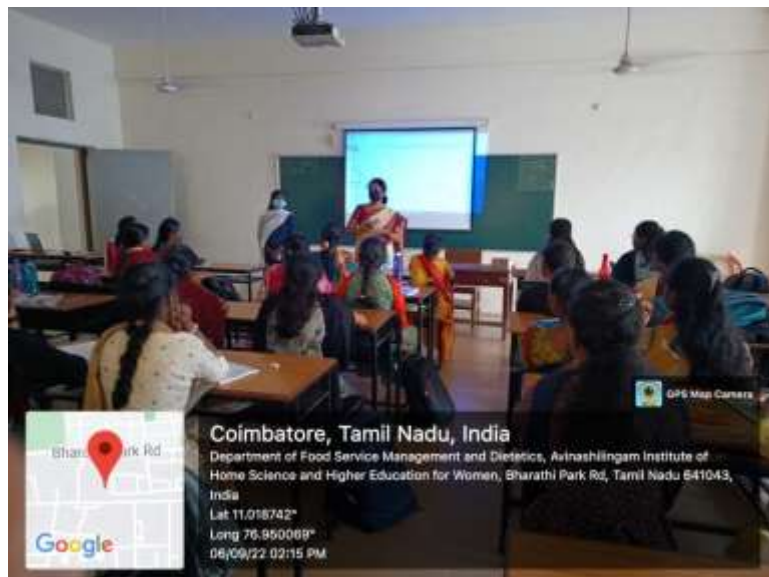 GPS Map Camera
Coimbatore, Tamil Nadu, India
Department of Food Service Management and Dietetics, Avinashilingam Institute of
Home Science and Higher Education for Women, Bharathi Park Rd, Tamil Nadu 641043,
India
Lat 11.018742°
Long 76.950069°
06/09/22 02:15 PM
Google